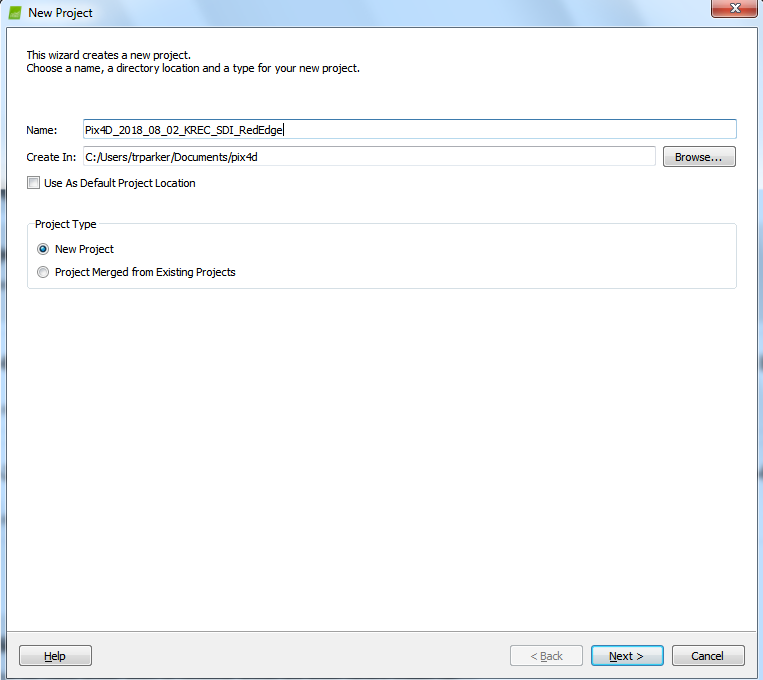 New Project
This wizard creates a new project.
Choose a name, a directory location and a type for your new project.
Name: Pix4D_2018_08_02_KREC_SDI_RedEdge
Create In: C:/Users/trparker/Documents/pix4d Browse...
Use As Default Project Location
Project Type
New Project
Project Merged from Existing Projects
Help < Back Next > Cancel